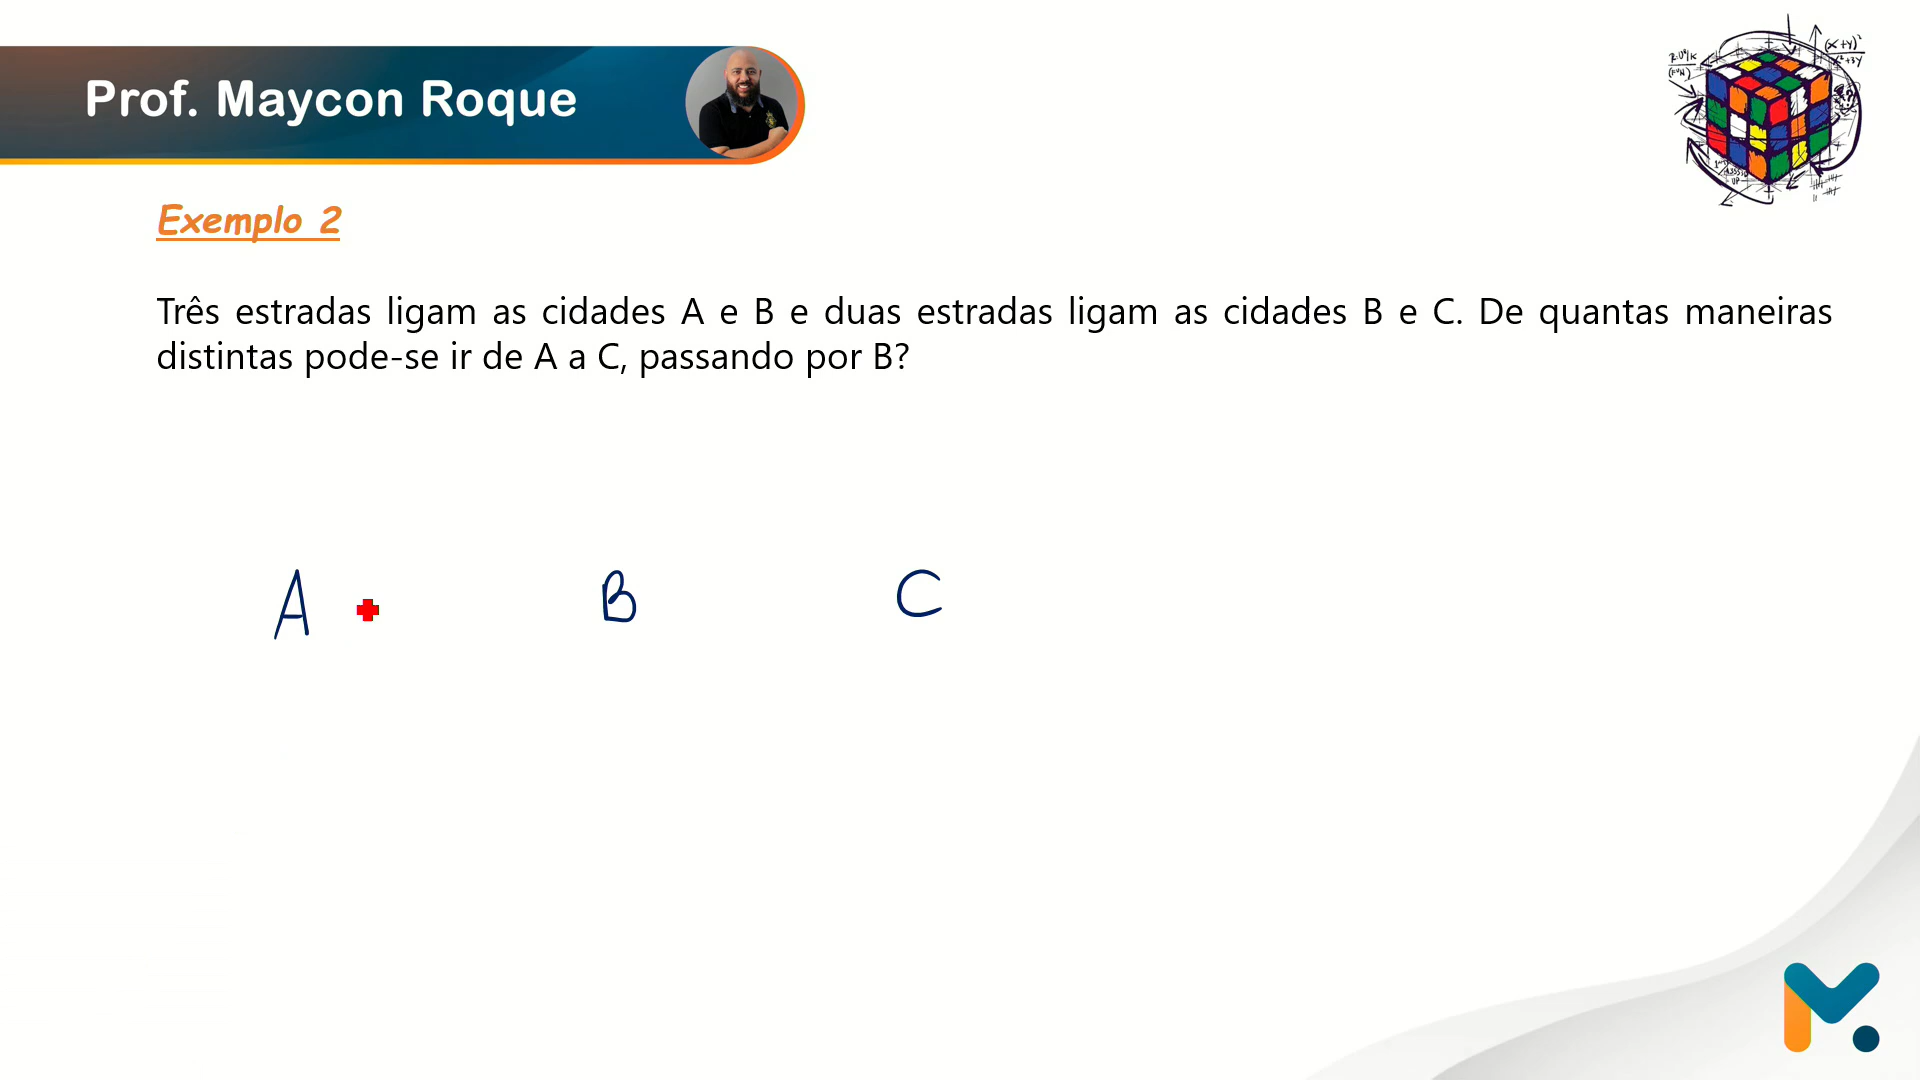 Prof. Maycon Roque
Exemplo 2
Três estradas ligam as cidades A e B e duas estradas ligam as cidades B e C. De quantas maneiras
distintas pode-se ir de A a C, passando por B?
A B C